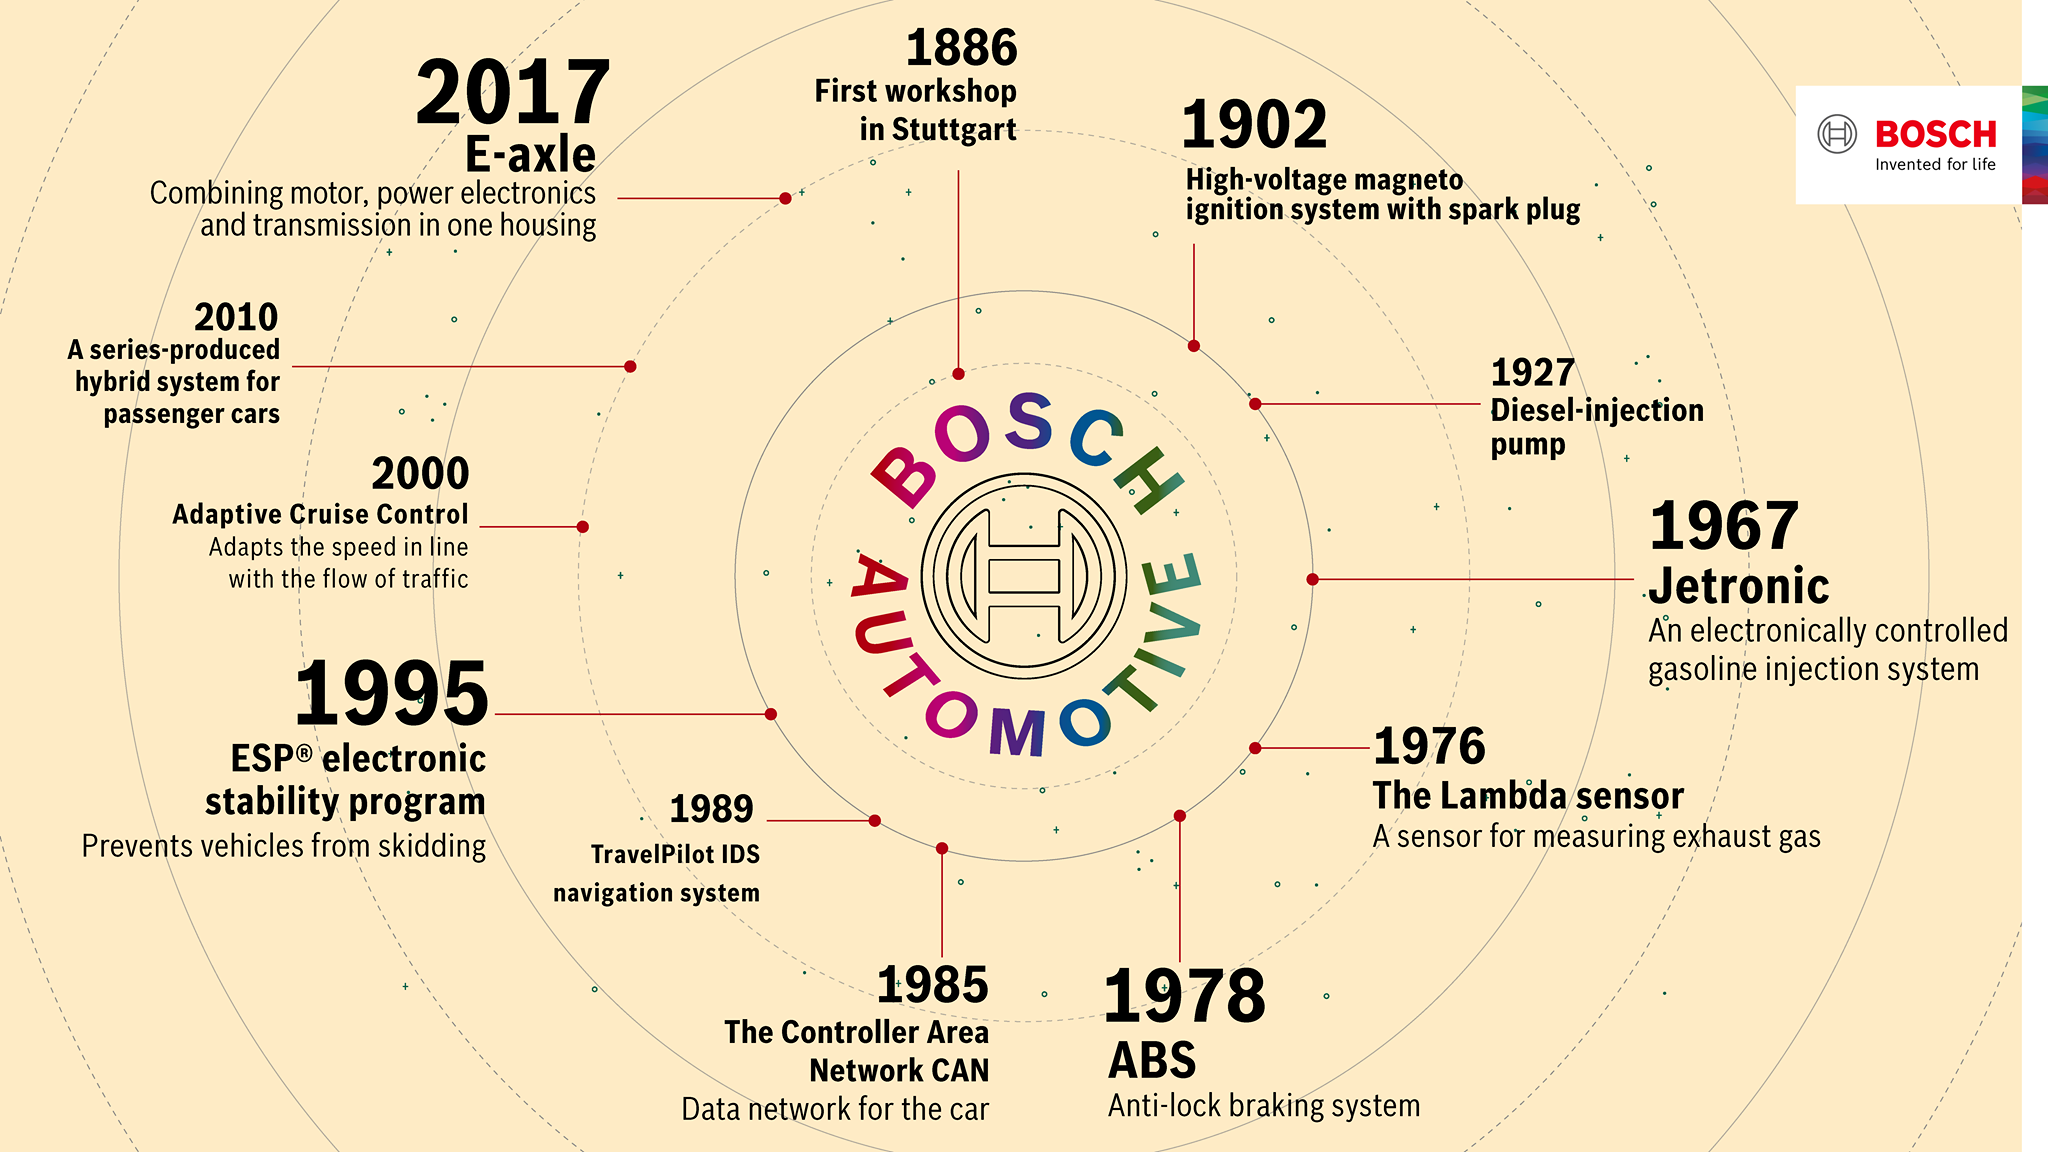 1886
First workshop
in Stuttgart
1902
High-voltage magneto
ignition system with spark plug
BOSCH
Invented for life
1927
Diesel-injection
pump
1967
Jetronic
An electronically controlled
gasoline injection system
1976
The Lambda sensor
A sensor for measuring exhaust gas
1978
ABS
Anti-lock braking system
1985
The Controller Area
Network CAN
Data network for the car
1989
TravelPilot IDS
navigation system
1995
ESP® electronic
stability program
Prevents vehicles from skidding
2000
Adaptive Cruise Control
Adapts the speed in line
with the flow of traffic
2010
A series-produced
hybrid system for
passenger cars
2017
E-axle
Combining motor, power electronics
and transmission in one housing
BOSCH
AUTOMOTIVE